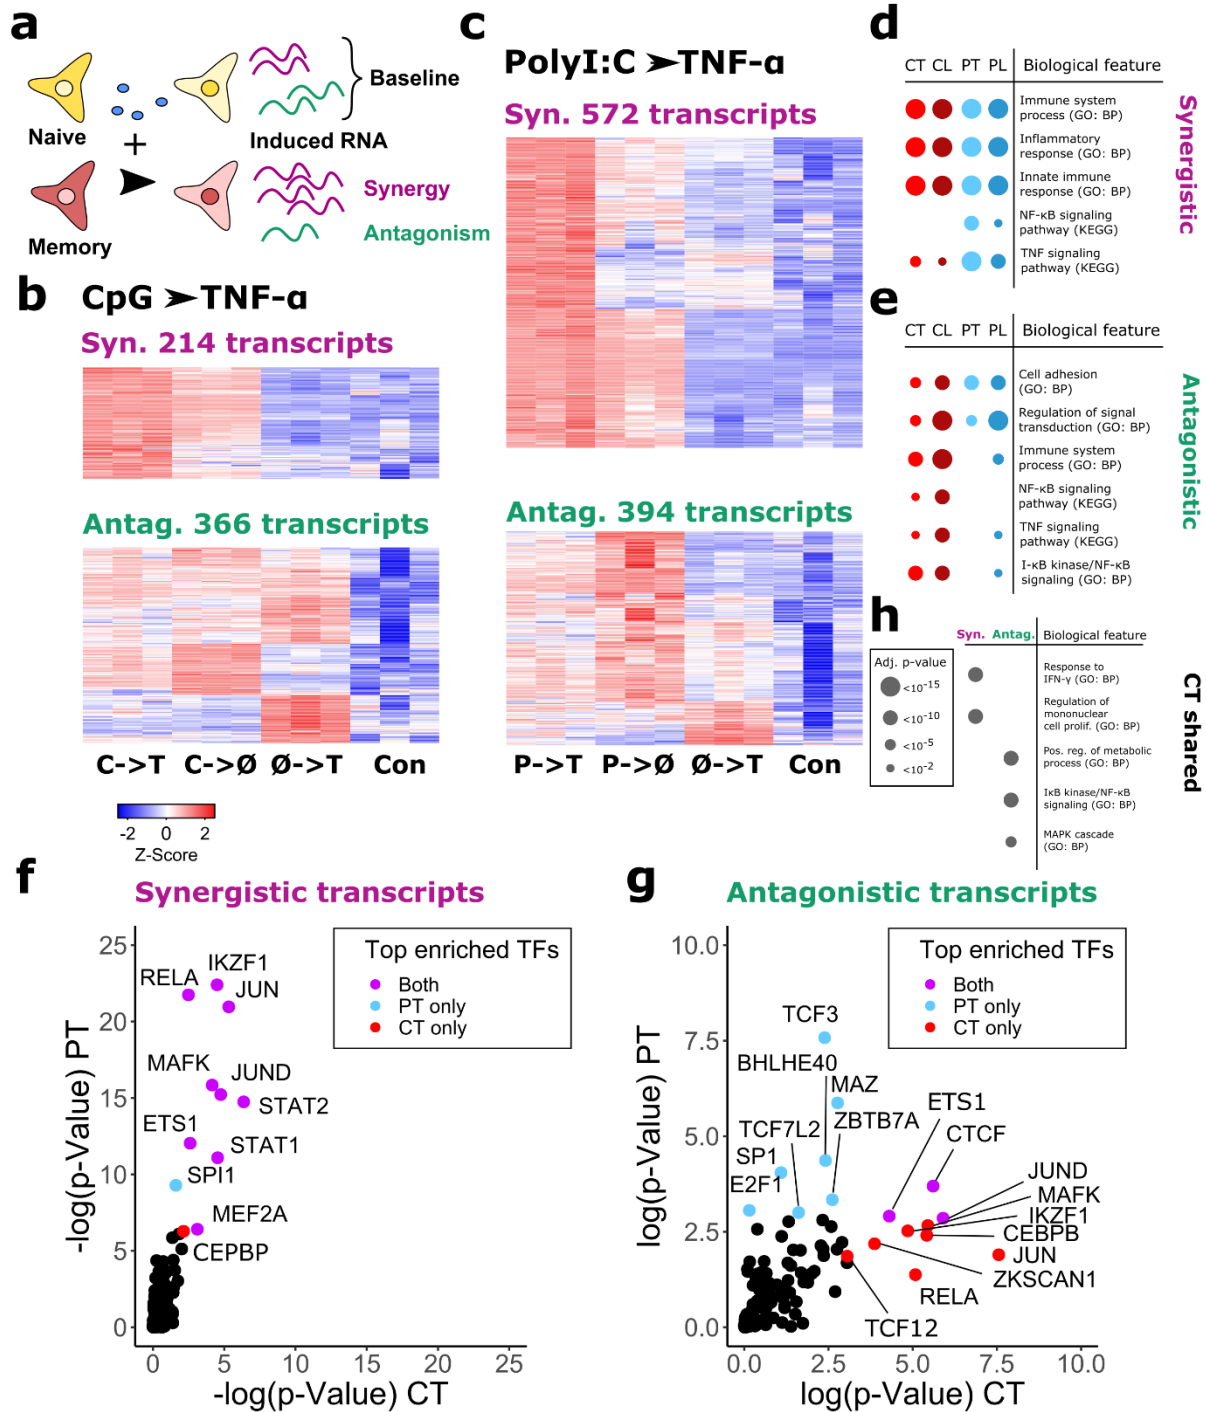 a
Naive
+
Memory
Baseline
Induced RNA
Synergy
Antagonism
b
CpG ➤TNF-α
Syn. 214 transcripts
Antag. 366 transcripts
C->T C->Ø Ø->T Con
-2 0 2
Z-Score
c
PolyI:C ➤TNF-α
Syn. 572 transcripts
Antag. 394 transcripts
P->T P->Ø Ø->T Con
d
CT CL PT PL Biological feature
Immune system
process (GO: BP)
Inflammatory
response (GO: BP)
Innate immune
response (GO: BP)
NF-κB signaling
pathway (KEGG)
TNF signaling
pathway (KEGG)
Synergistic
e
CT CL PT PL Biological feature
Cell adhesion
(GO: BP)
Regulation of signal
transduction (GO: BP)
Immune system
process (GO: BP)
NF-κB signaling
pathway (KEGG)
TNF signaling
pathway (KEGG)
I-κB kinase/NF-κB
signaling (GO: BP)
Antagonistic
h
Syn. Antag. Biological feature
Adj. p-value
<10-15
<10-10
<10-5
<10-2
Response to
IFN-γ (GO: BP)
Regulation of
mononuclear
cell prolif. (GO: BP)
Pos. reg. of metabolic
process (GO: BP)
IκB kinase/NF-κB
signaling (GO: BP)
MAPK cascade
(GO: BP)
CT shared
f
Synergistic transcripts
Top enriched TFs
Both
PT only
CT only
-log(p-Value) PT
25
20
15
10
5
0
RELA
IKZF1
JUN
MAFK
JUND
STAT2
ETS1
STAT1
SPI1
MEF2A
CEPBP
0 5 10 15 20 25
-log(p-Value) CT
g
Antagonistic transcripts
Top enriched TFs
Both
PT only
CT only
log(p-Value) PT
10.0
7.5
5.0
2.5
0.0
TCF3
BHLHE40
MAZ
ZBTB7A
TCF7L2
SP1
E2F1
ETS1
CTCF
JUND
MAFK
IKZF1
CEBPB
JUN
ZKSCAN1
RELA
TCF12
0.0 2.5 5.0 7.5 10.0
log(p-Value) CT